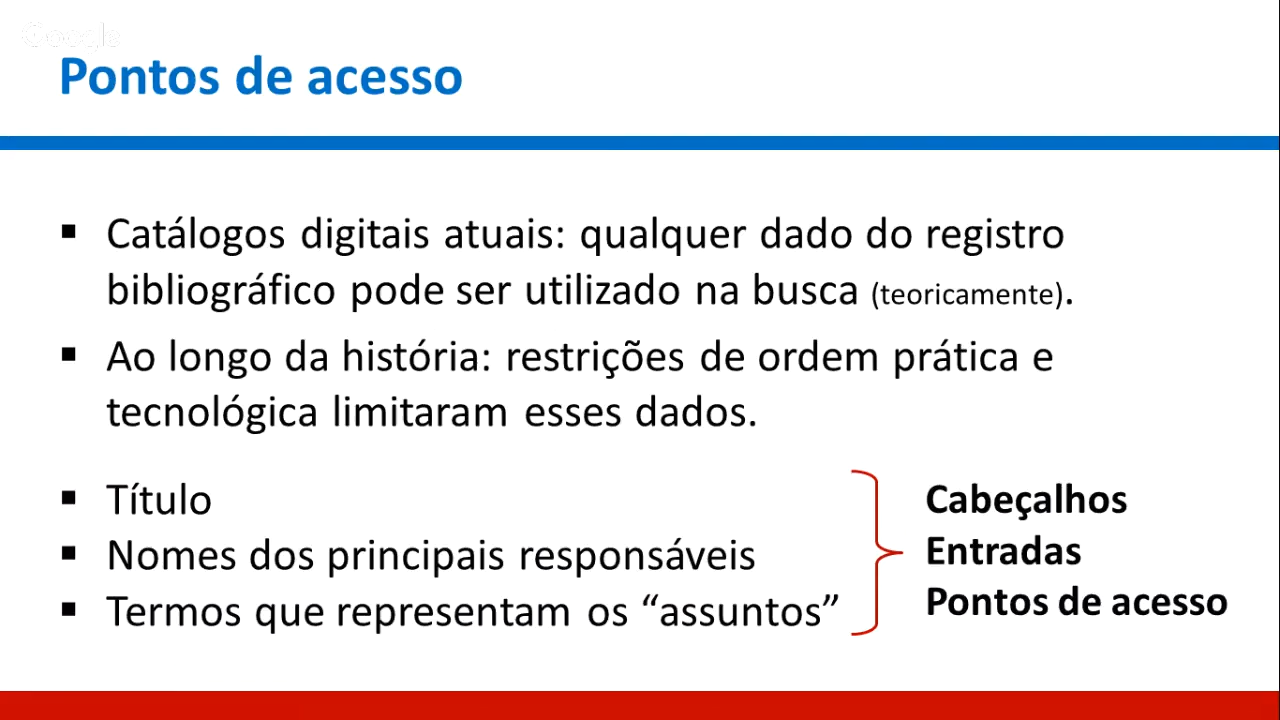 Google
Pontos de acesso
▪ Catálogos digitais atuais: qualquer dado do registro
bibliográfico pode ser utilizado na busca (teoricamente).
▪ Ao longo da história: restrições de ordem prática e
tecnológica limitaram esses dados.
▪ Título
▪ Nomes dos principais responsáveis
▪ Termos que representam os “assuntos”
Cabeçalhos
Entradas
Pontos de acesso